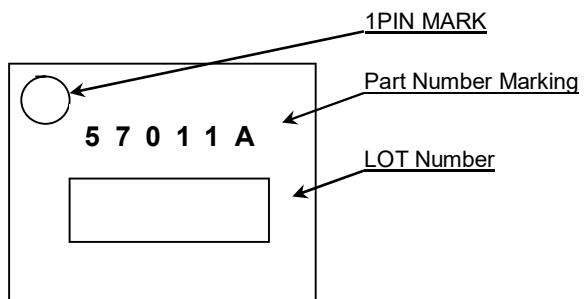 1PIN MARK
Part Number Marking
5 7 0 1 1 A
LOT Number